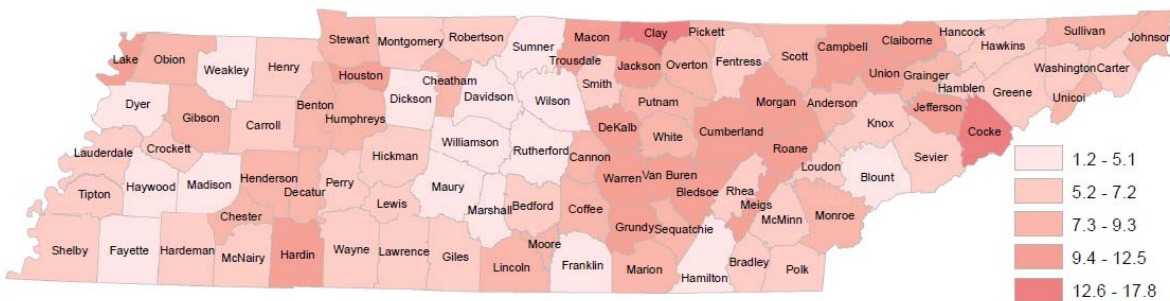 Lake
Obion
Weakley
Henry
Stewart
Montgomery
Robertson
Sumner
Macon
Clay
Pickett
Trousdale
Jackson
Overton
Fentress
Scott
Campbell
Claiborne
Hancock
Hawkins
Sullivan
Johnson
Houston
Cheatham
Smith
Union
Grainger
Hamblen
Washington
Carter
Greene
Unicoi
Dyer
Gibson
Carroll
Benton
Humphreys
Dickson
Davidson
Wilson
Putnam
Morgan
Anderson
Jefferson
Knox
Cocke
Lauderdale
Crockett
Hickman
Williamson
Rutherford
DeKalb
White
Cumberland
Roane
Loudon
Sevier
Blount
Tipton
Haywood
Madison
Henderson
Decatur
Perry
Lewis
Maury
Marshall
Bedford
Cannon
Warren
Van Buren
Bledsoe
Rhea
Meigs
McMinn
Monroe
Shelby
Fayette
Hardeman
Chester
McNairy
Hardin
Wayne
Lawrence
Giles
Lincoln
Moore
Coffee
Franklin
Grundy
Sequatchie
Marion
Hamilton
Bradley
Polk
1.2 - 5.1
5.2 - 7.2
7.3 - 9.3
9.4 - 12.5
12.6 - 17.8